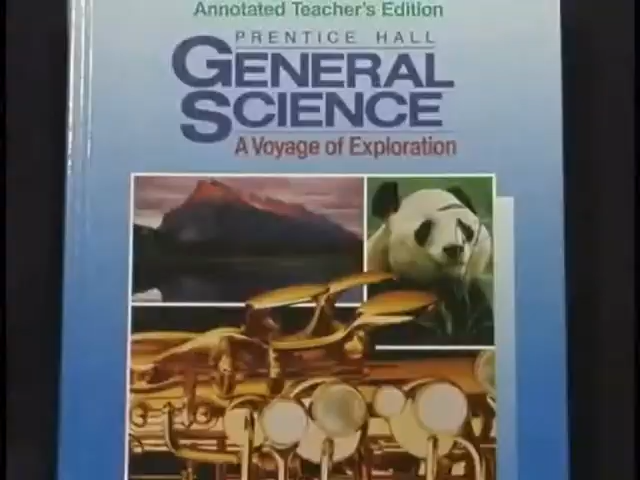 Annotated Teacher's Edition
PRENTICE HALL
GENERAL
SCIENCE
A Voyage of Exploration